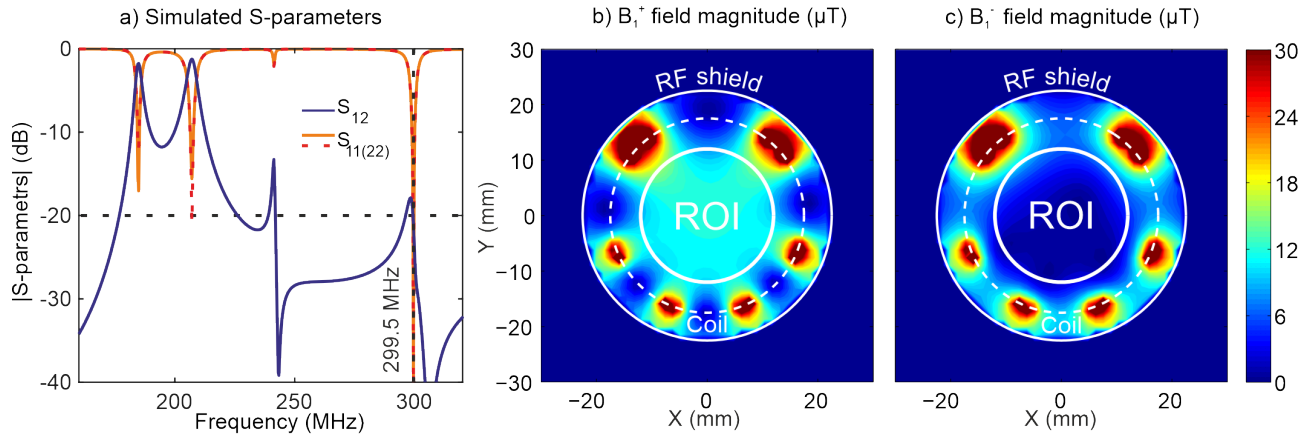 a) Simulated S-parameters
|S-parametrs| (dB)
0
-10
-20
-30
-40
S12
S11(22)
299.5 MHz
200
250
300
Frequency (MHz)
b) B1+ field magnitude (µT)
Y (mm)
30
20
10
0
−10
−20
−30
RF shield
ROI
Coil
−20
0
20
X (mm)
c) B1- field magnitude (µT)
RF shield
ROI
Coil
−20
0
20
X (mm)
30
24
18
12
6
0